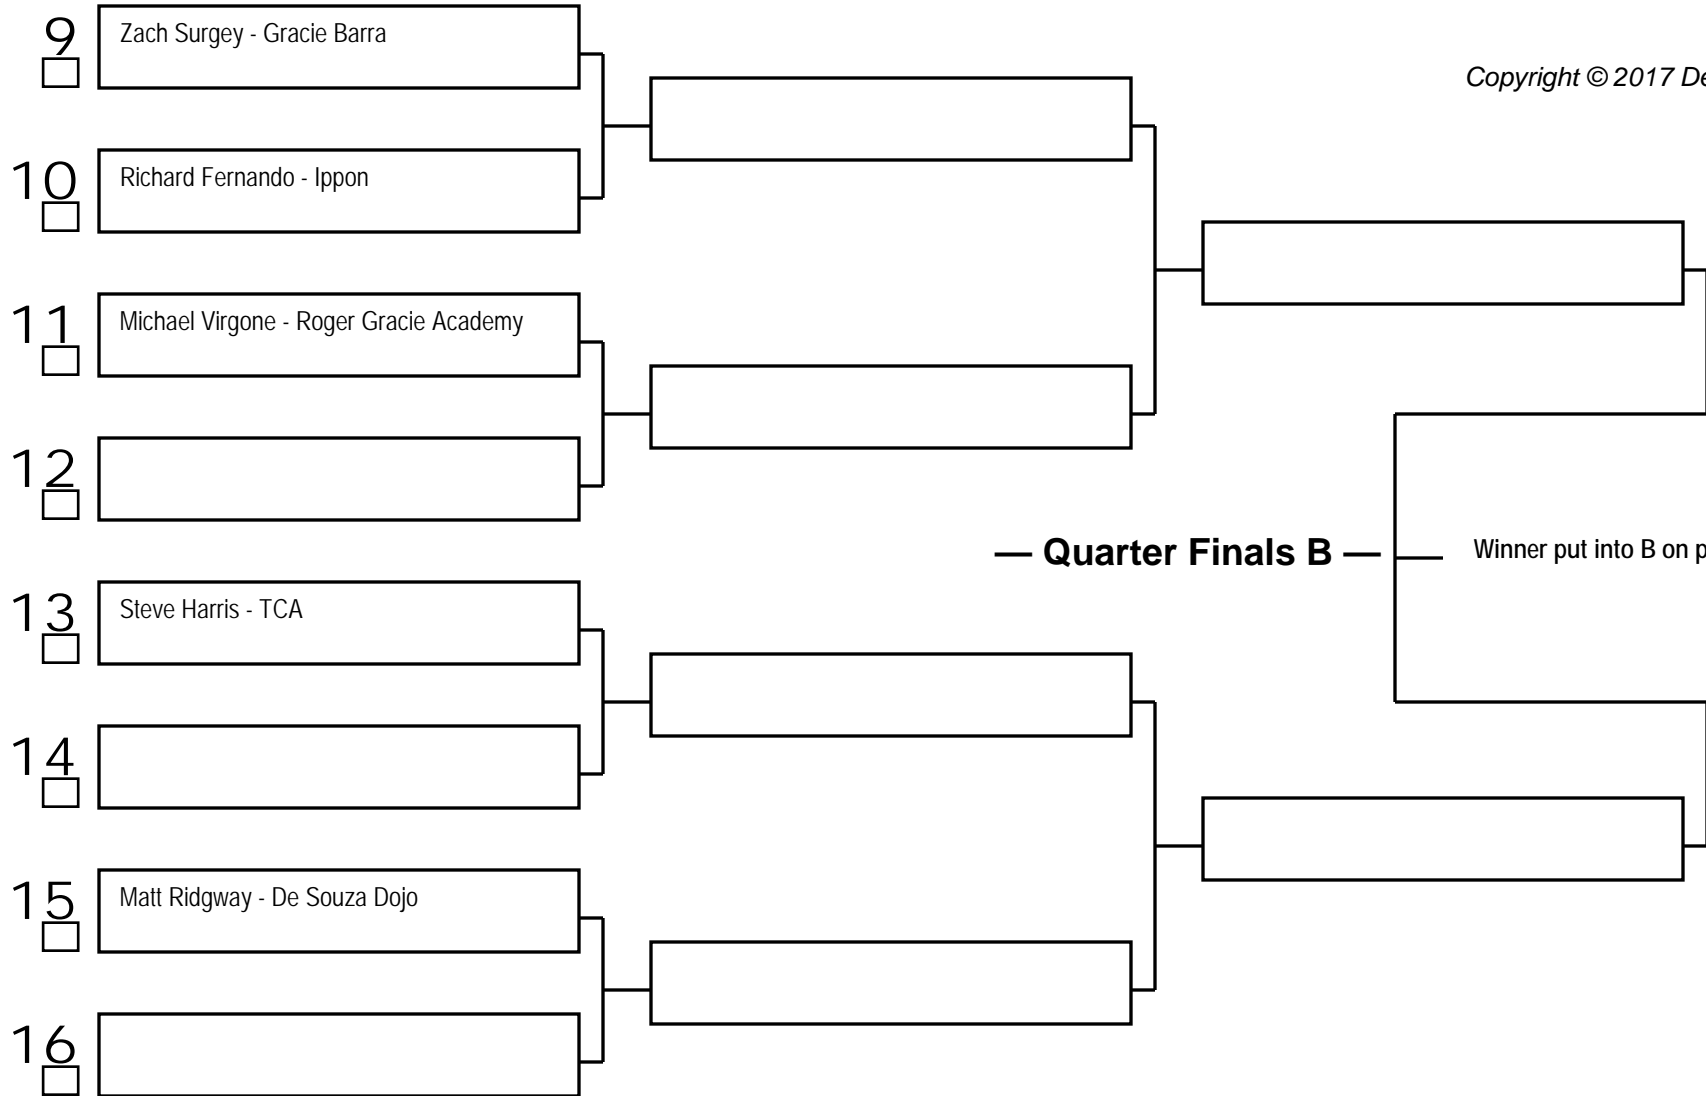 9 Zach Surgey - Gracie Barra
Copyright © 2017 De
10 Richard Fernando - Ippon
11 Michael Virgone - Roger Gracie Academy
12
— Quarter Finals B — Winner put into B on p
13 Steve Harris - TCA
14
15 Matt Ridgway - De Souza Dojo
16